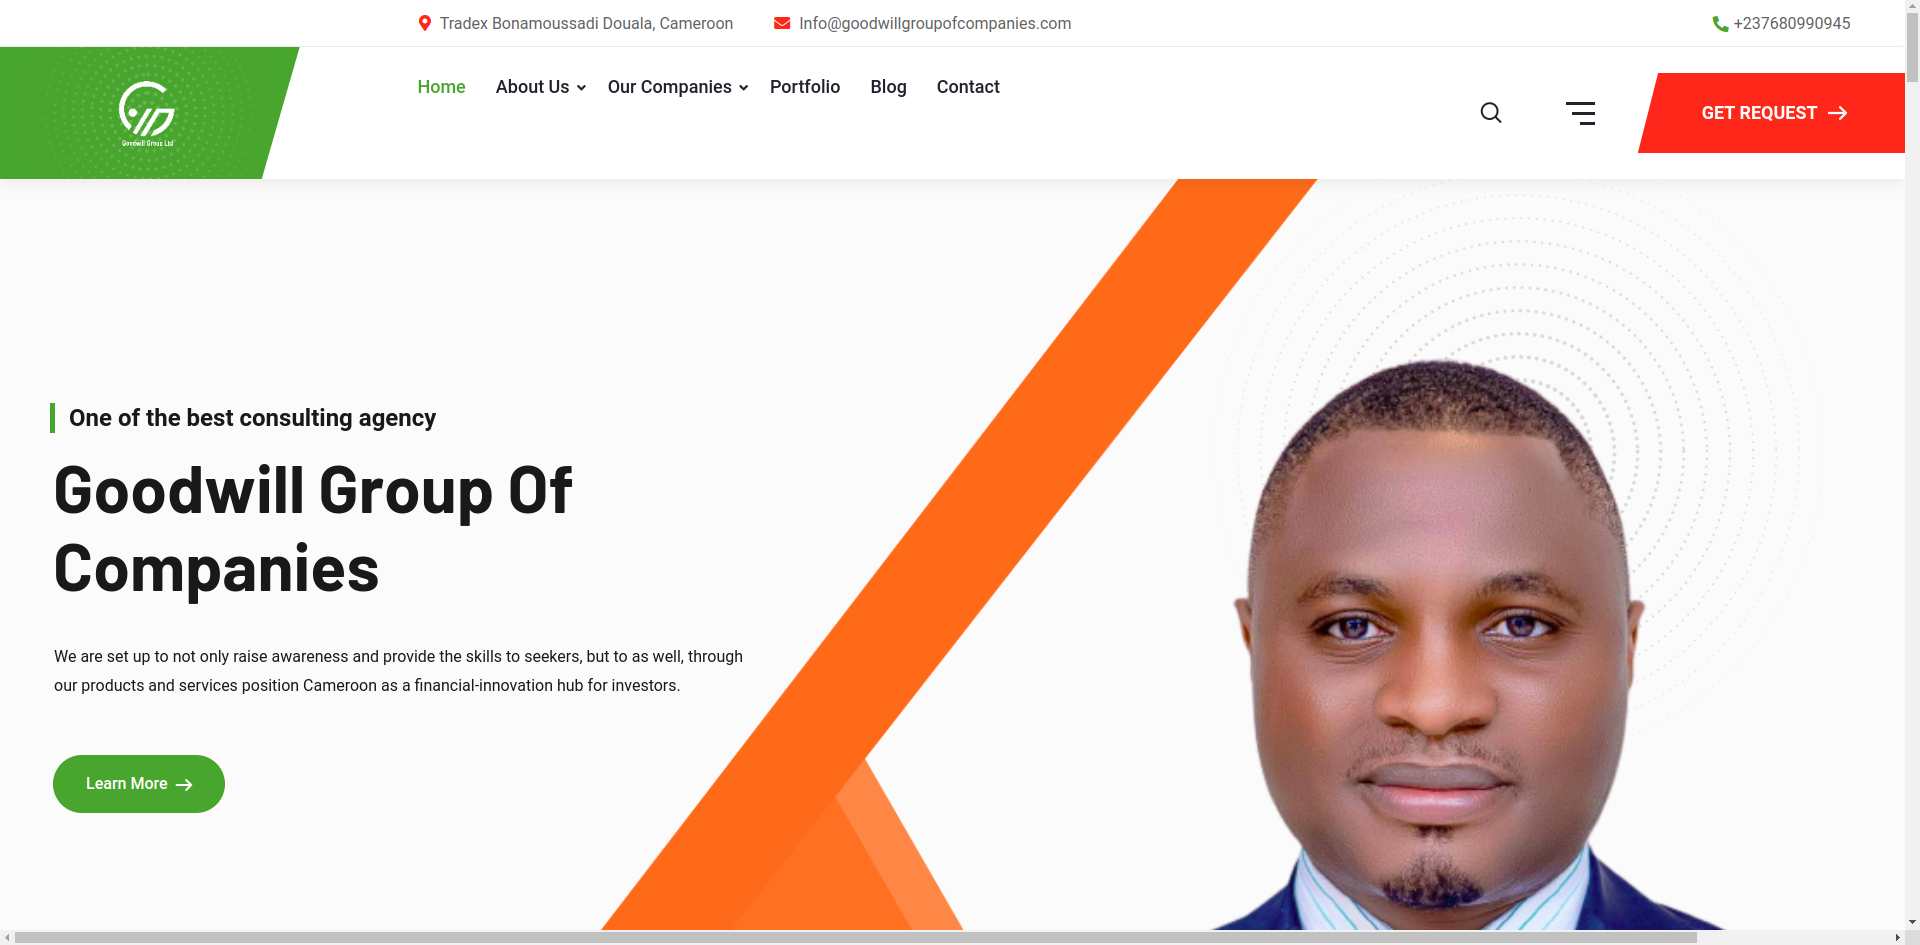 Tradex Bonamoussadi Douala, Cameroon
Info@goodwillgroupofcompanies.com
+237680990945
Goodwill Group Ltd
Home
About Us
Our Companies
Portfolio
Blog
Contact
GET REQUEST
One of the best consulting agency
Goodwill Group Of
Companies
We are set up to not only raise awareness and provide the skills to seekers, but to as well, through
our products and services position Cameroon as a financial-innovation hub for investors.
Learn More